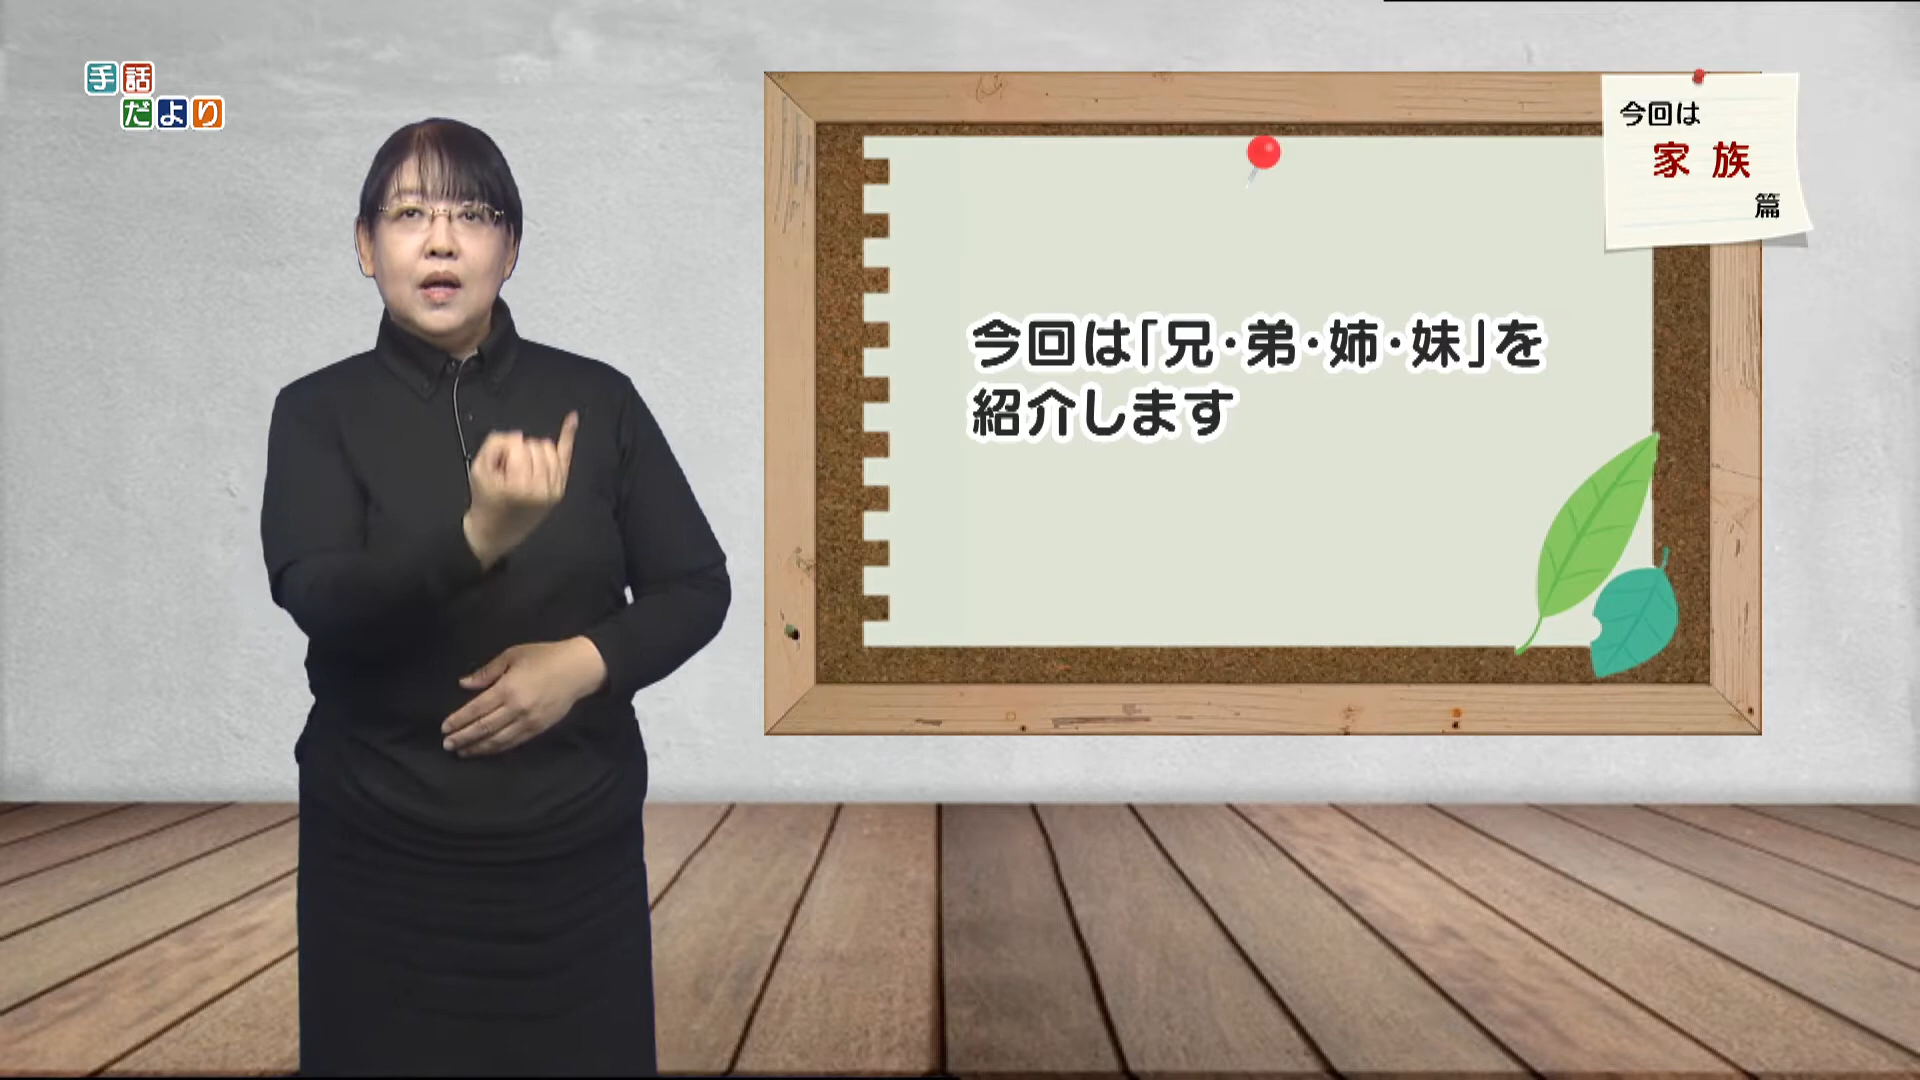 手話
だより
今回は
家族
篇
今回は「兄・弟・姉・妹」を
紹介します